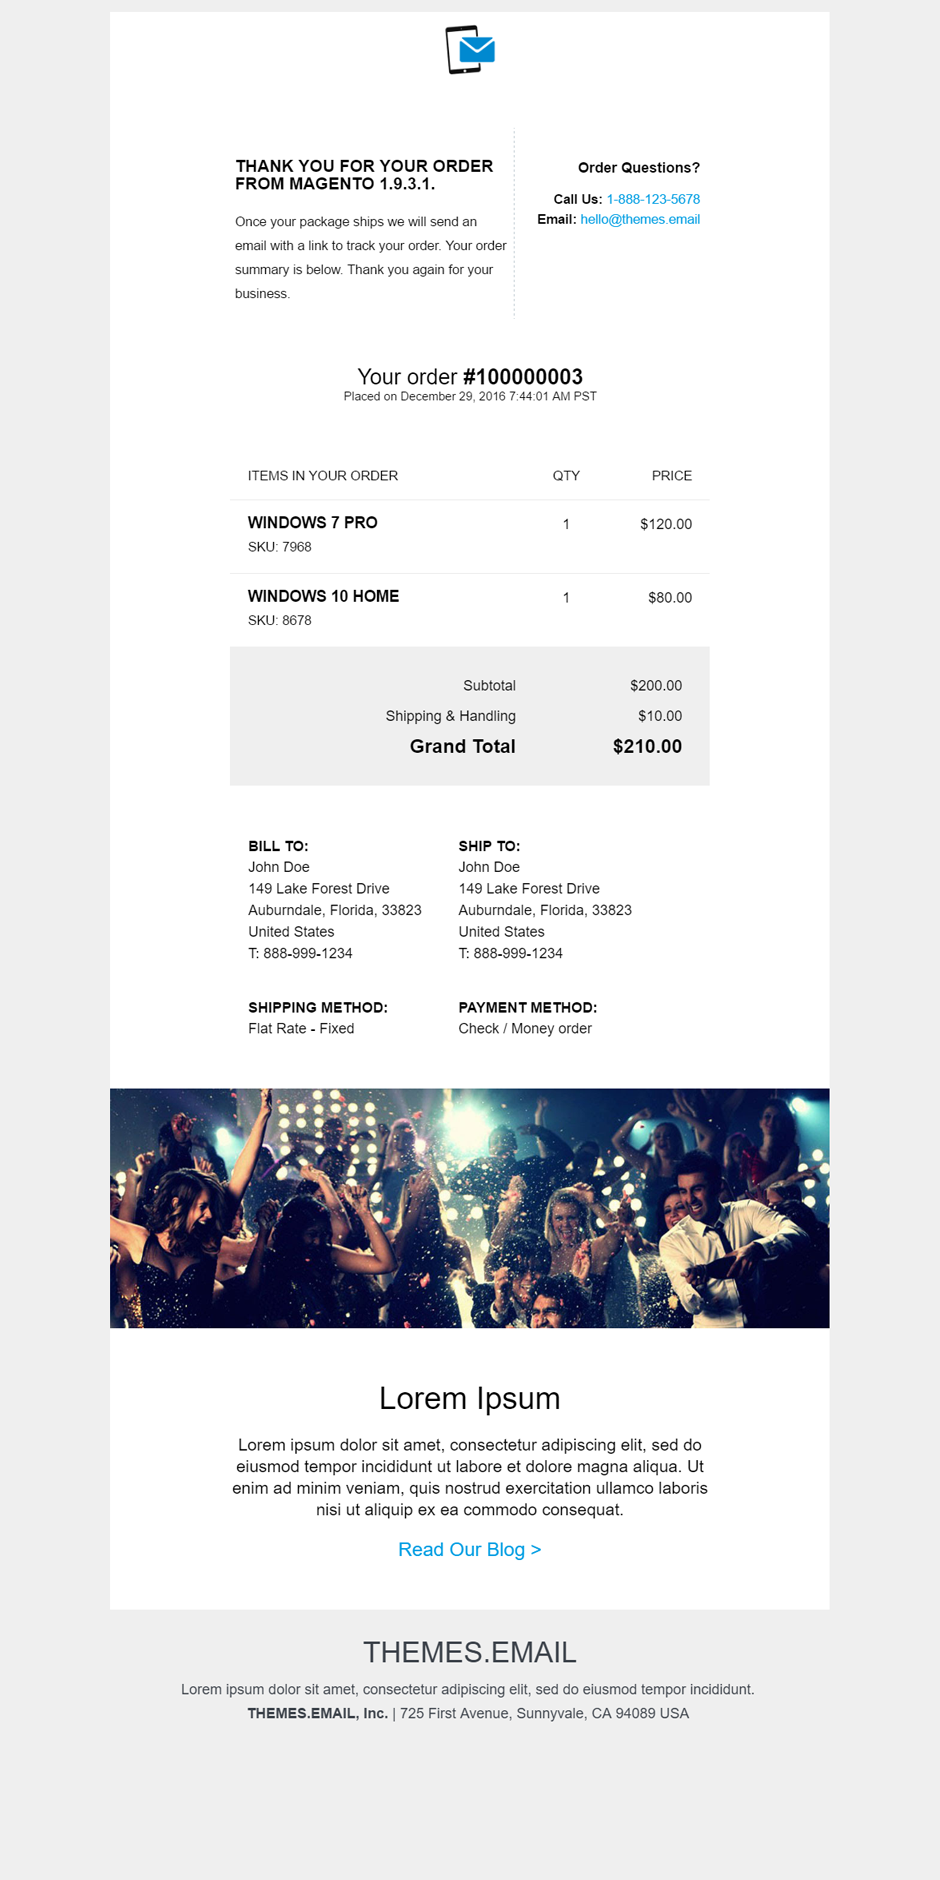 THANK YOU FOR YOUR ORDER
FROM MAGENTO 1.9.3.1.
Once your package ships we will send an
email with a link to track your order. Your order
summary is below. Thank you again for your
business.
Order Questions?
Call Us: 1-888-123-5678
Email: hello@themes.email
Your order #100000003
Placed on December 29, 2016 7:44:01 AM PST
ITEMS IN YOUR ORDER QTY PRICE
WINDOWS 7 PRO 1 $120.00
SKU: 7968
WINDOWS 10 HOME 1 $80.00
SKU: 8678
Subtotal $200.00
Shipping & Handling $10.00
Grand Total $210.00
BILL TO:
John Doe
149 Lake Forest Drive
Auburndale, Florida, 33823
United States
T: 888-999-1234
SHIP TO:
John Doe
149 Lake Forest Drive
Auburndale, Florida, 33823
United States
T: 888-999-1234
SHIPPING METHOD:
Flat Rate - Fixed
PAYMENT METHOD:
Check / Money order
Lorem Ipsum
Lorem ipsum dolor sit amet, consectetur adipiscing elit, sed do
eiusmod tempor incididunt ut labore et dolore magna aliqua. Ut
enim ad minim veniam, quis nostrud exercitation ullamco laboris
nisi ut aliquip ex ea commodo consequat.
Read Our Blog >
THEMES.EMAIL
Lorem ipsum dolor sit amet, consectetur adipiscing elit, sed do eiusmod tempor incididunt.
THEMES.EMAIL, Inc. | 725 First Avenue, Sunnyvale, CA 94089 USA